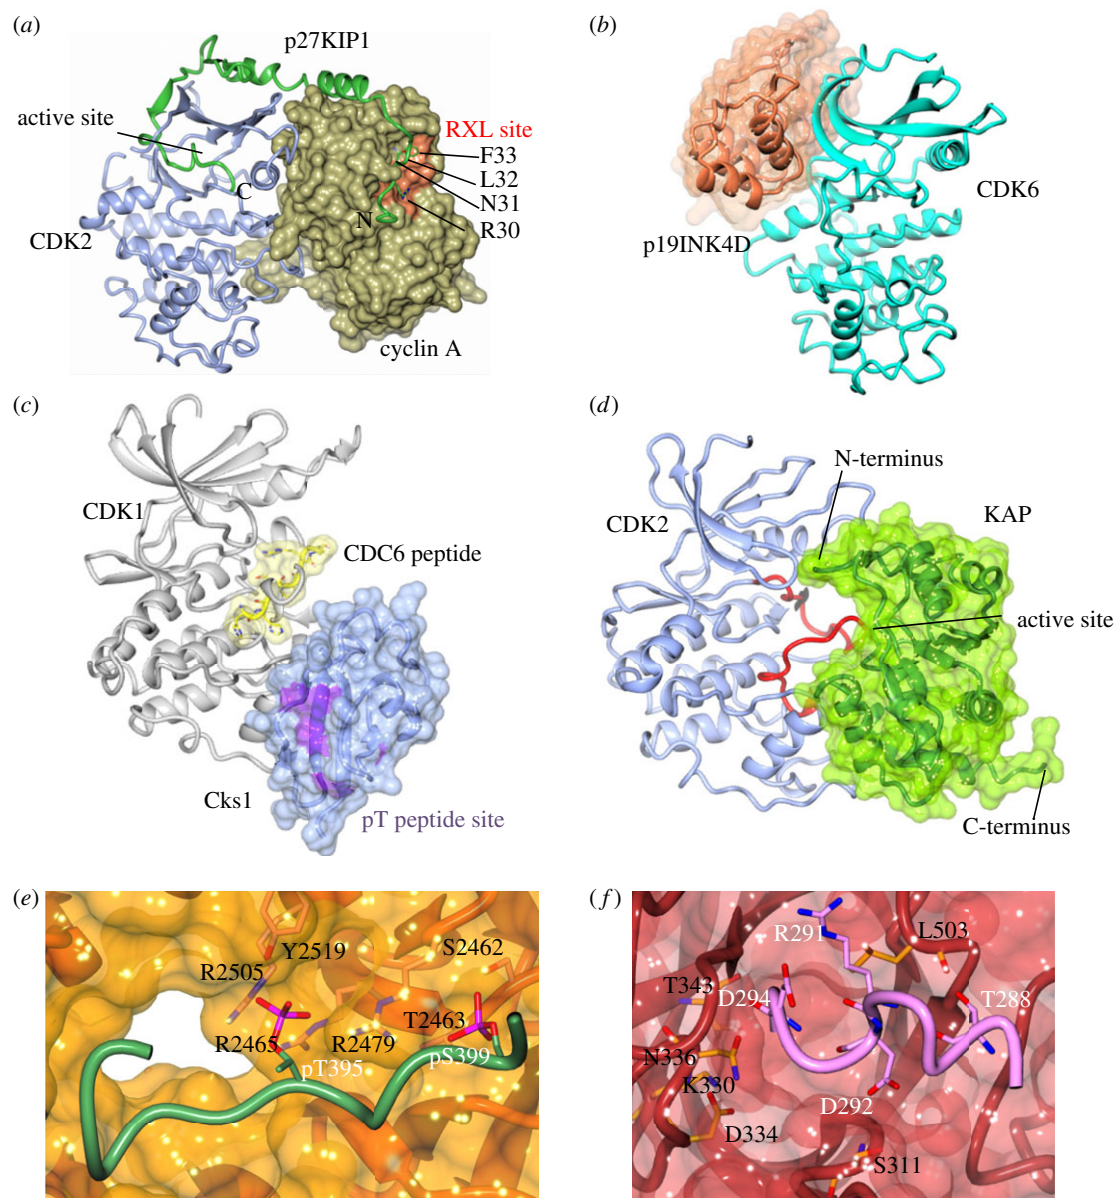 (a)
p27KIP1
active site
RXL site
F33
L32
N31
R30
C
N
CDK2
cyclin A
(b)
CDK6
p19INK4D
(c)
CDK1
CDC6 peptide
Cks1
pT peptide site
(d)
N-terminus
CDK2
KAP
active site
C-terminus
(e)
Y2519
S2462
R2505
T2463
R2465
R2479
pS399
pT395
(f)
R291
L503
T343
D294
T288
N336
K330
D292
D334
S311